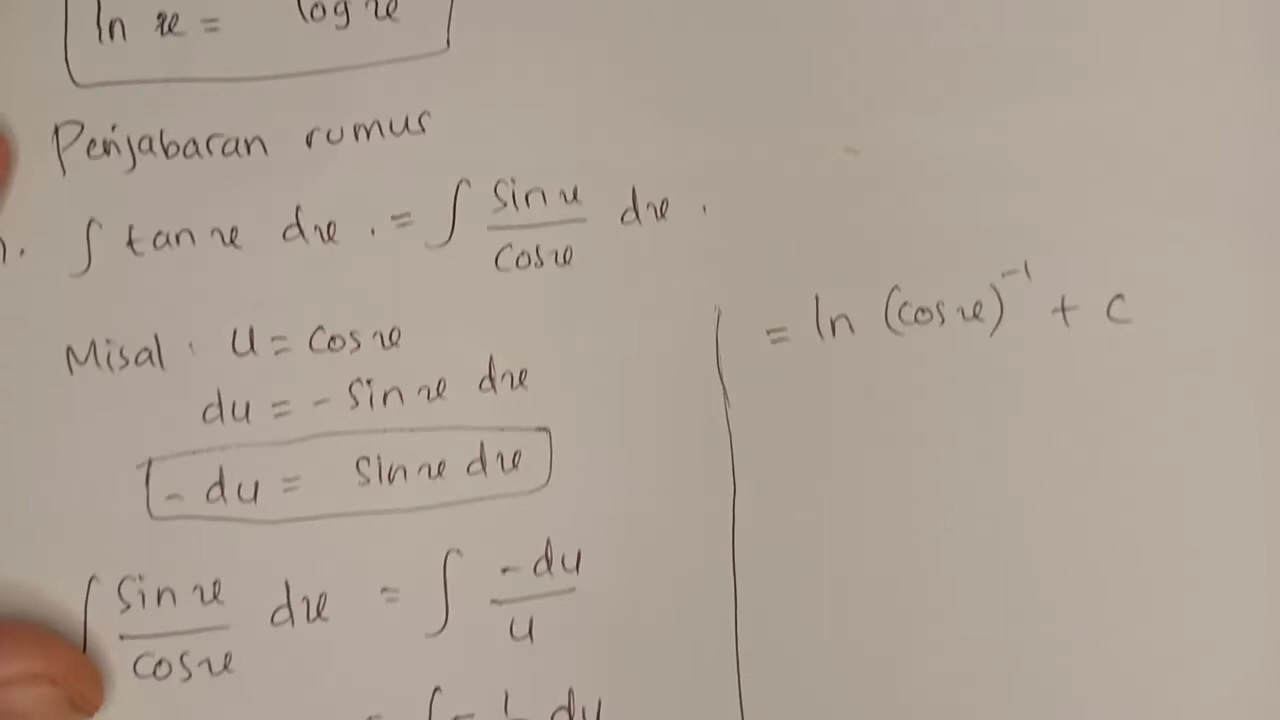 ln x = log x
Penjabaran rumus
1. ∫ tan x dx . = ∫ sin x / cos x dx .
Misal : u = cos x
du = - sin x dx
- du = sin x dx
∫ sin x / cos x dx = ∫ -du / u
= ∫ -
du
= ln (cos x)⁻¹ + c